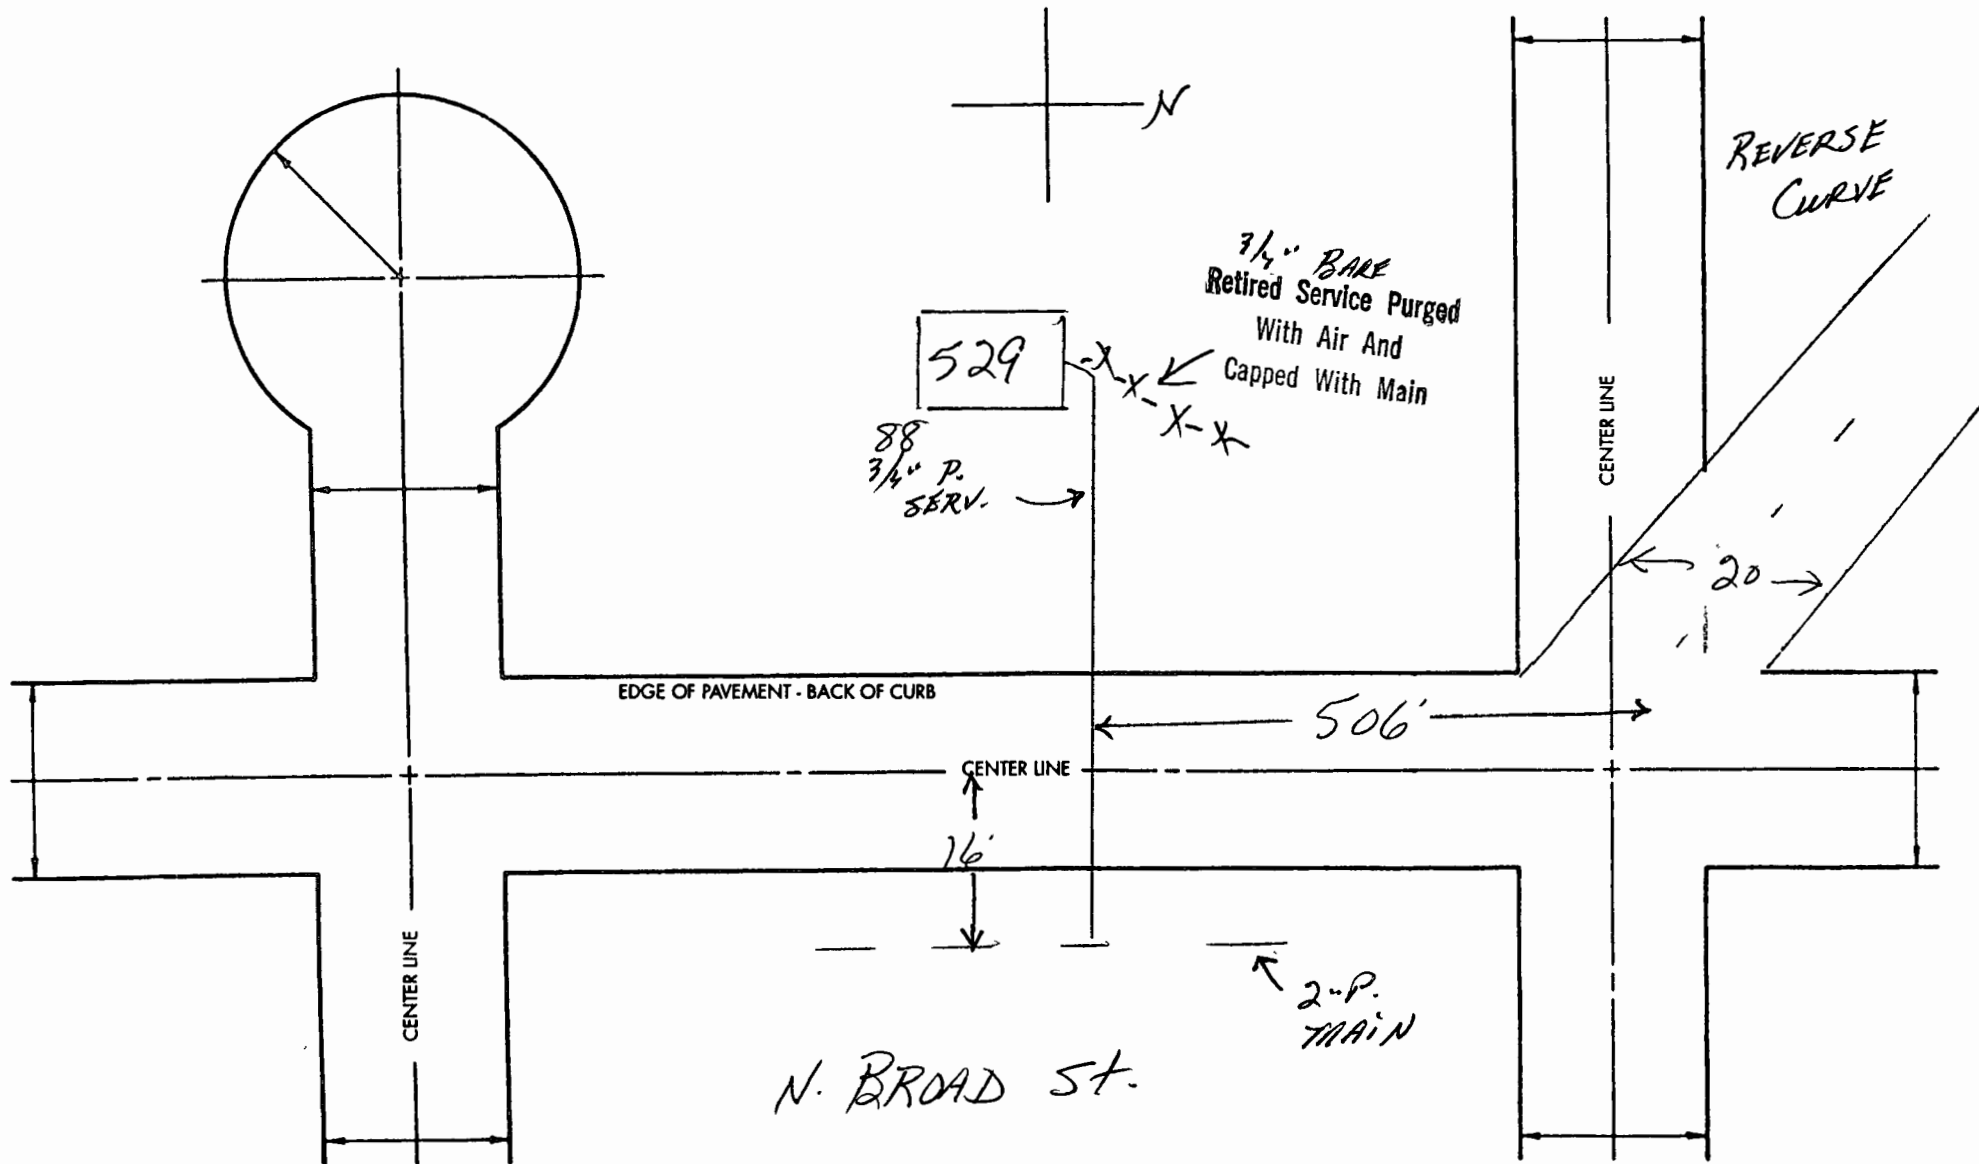 N
REVERSE
CURVE
3/4" BARE
Retired Service Purged
With Air And
Capped With Main
529
-X-X-X-X
88
3/4" P.
SERV.
CENTER LINE
20
EDGE OF PAVEMENT - BACK OF CURB
506'
CENTER LINE
16'
CENTER LINE
2" P.
MAIN
N. BROAD St.